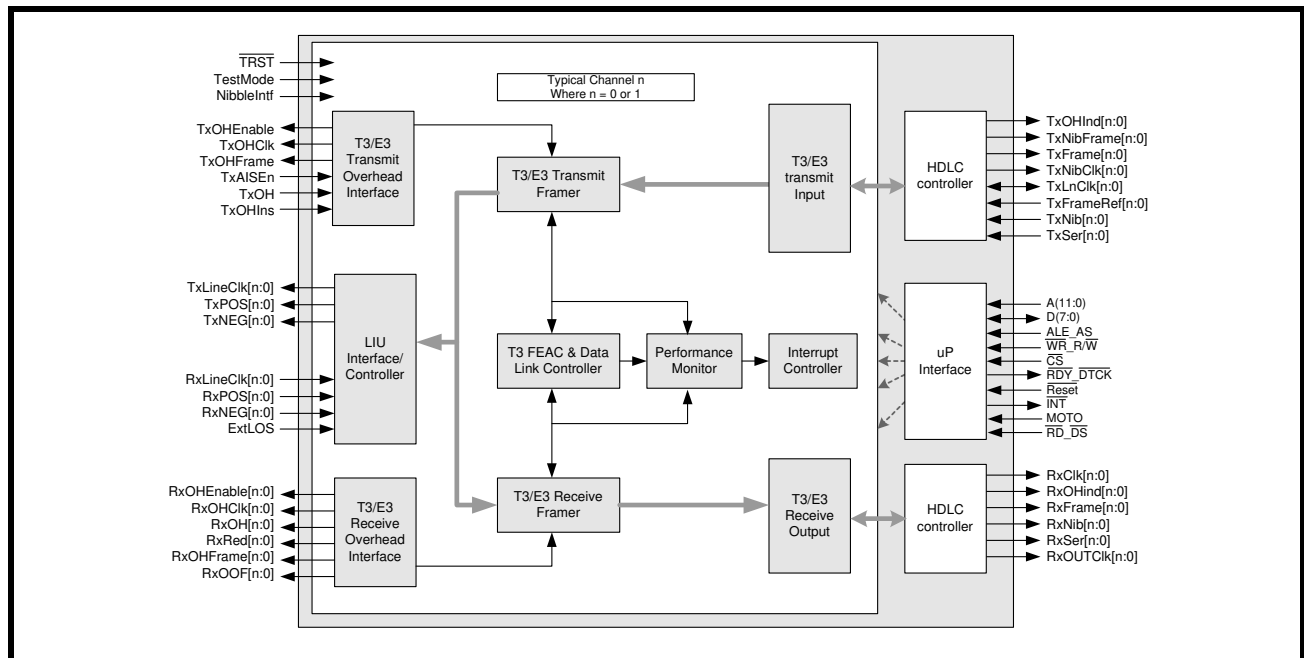 TRST
TestMode
NibbleIntf
Typical Channel n
Where n = 0 or 1
TxOHEnable
TxOHClk
TxOHFrame
TxAISEn
TxOH
TxOHIns
T3/E3
Transmit
Overhead
Interface
T3/E3 Transmit
Framer
T3/E3
transmit
Input
HDLC
controller
TxOHInd[n:0]
TxNibFrame[n:0]
TxFrame[n:0]
TxNibClk[n:0]
TxLnClk[n:0]
TxFrameRef[n:0]
TxNib[n:0]
TxSer[n:0]
TxLineClk[n:0]
TxPOS[n:0]
TxNEG[n:0]
RxLineClk[n:0]
RxPOS[n:0]
RxNEG[n:0]
ExtLOS
LIU
Interface/
Controller
T3 FEAC & Data
Link Controller
Performance
Monitor
Interrupt
Controller
uP
Interface
A(11:0)
D(7:0)
ALE_AS
WR_R/W
CS
RDY_DTCK
Reset
INT
MOTO
RD_DS
RxOHEnable[n:0]
RxOHClk[n:0]
RxOH[n:0]
RxRed[n:0]
RxOHFrame[n:0]
RxOOF[n:0]
T3/E3
Receive
Overhead
Interface
T3/E3 Receive
Framer
T3/E3
Receive
Output
HDLC
controller
RxClk[n:0]
RxOHind[n:0]
RxFrame[n:0]
RxNib[n:0]
RxSer[n:0]
RxOUTClk[n:0]